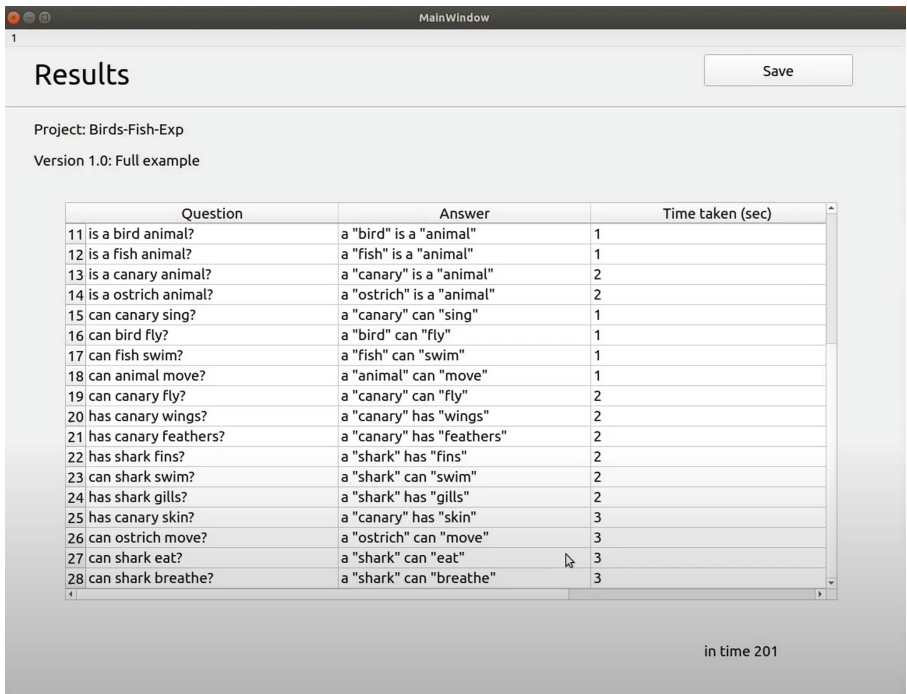 MainWindow
1
Results
Save
Project: Birds-Fish-Exp
Version 1.0: Full example
Question Answer Time taken (sec)
11 is a bird animal? a "bird" is a "animal" 1
12 is a fish animal? a "fish" is a "animal" 1
13 is a canary animal? a "canary" is a "animal" 2
14 is a ostrich animal? a "ostrich" is a "animal" 2
15 can canary sing? a "canary" can "sing" 1
16 can bird fly? a "bird" can "fly" 1
17 can fish swim? a "fish" can "swim" 1
18 can animal move? a "animal" can "move" 1
19 can canary fly? a "canary" can "fly" 2
20 has canary wings? a "canary" has "wings" 2
21 has canary feathers? a "canary" has "feathers" 2
22 has shark fins? a "shark" has "fins" 2
23 can shark swim? a "shark" can "swim" 2
24 has shark gills? a "shark" has "gills" 2
25 has canary skin? a "canary" has "skin" 3
26 can ostrich move? a "ostrich" can "move" 3
27 can shark eat? a "shark" can "eat" 3
28 can shark breathe? a "shark" can "breathe" 3
in time 201